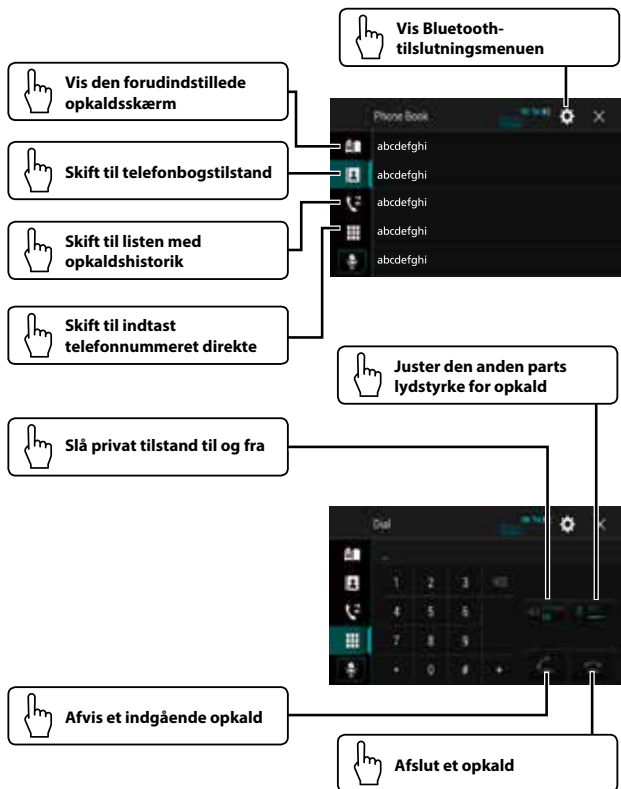 Vis Bluetooth-
tilslutningsmenuen
Vis den forudindstillede
opkaldsskærm
Phone Book
abcdefghi
Skift til telefonbogstilstand
abcdefghi
abcdefghi
Skift til listen med
opkaldshistorik
abcdefghi
abcdefghi
Skift til indtast
telefonnummeret direkte
Juster den anden parts
lydstyrke for opkald
Slå privat tilstand til og fra
Dial
1 2 3
4 5 6
7 8 9
* 0 # +
Afvis et indgående opkald
Afslut et opkald